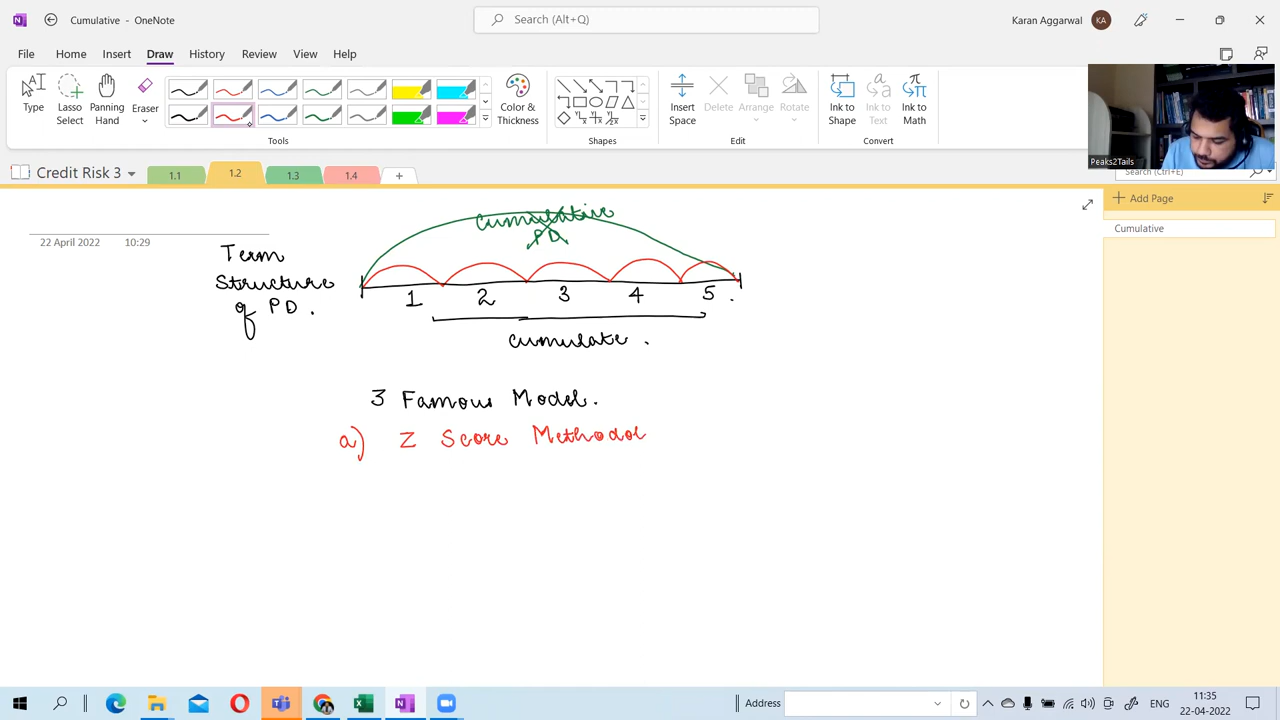 Cumulative - OneNote
Search (Alt+Q)
Karan Aggarwal
KA
File Home Insert Draw History Review View Help
Type
Lasso Select
Panning Hand
Eraser
Color & Thickness
Insert Space
Delete
Arrange
Rotate
Ink to Shape
Ink to Text
Ink to Math
Tools
Shapes
Edit
Convert
Peaks2Tails
Credit Risk 3
1.1
1.2
1.3
1.4
Search (Ctrl+E)
Add Page
Cumulative
22 April 2022 10:29
Term
Structure
of PD.
Cumulative
PD
1 2 3 4 5
cumulate.
3 Famous Model.
a) Z Score Methodol
Address
ENG
11:35
22-04-2022